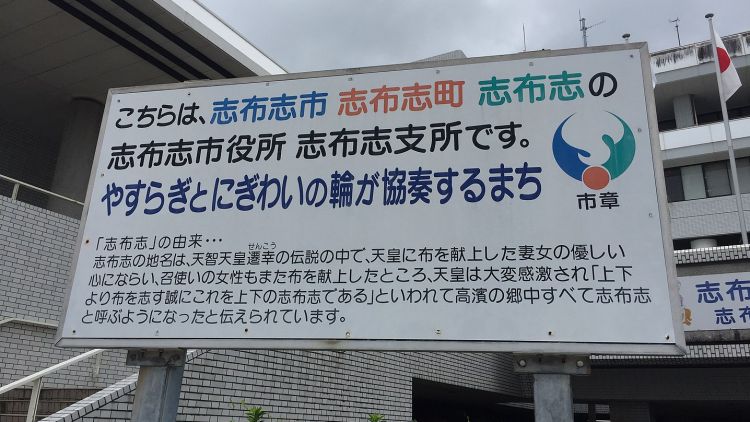 こちらは、志布志市 志布志町 志布志の
志布志市役所 志布志支所です。
やすらぎとにぎわいの輪が協奏するまち
市章
「志布志」の由来…
志布志の地名は、天智天皇遷幸の伝説の中で、天皇に布を献上した妻女の優しい
せんこう
心にならい、召使いの女性もまた布を献上したところ、天皇は大変感激され「上下
より布を志す誠にこれを上下の志布志である」といわれて高濱の郷中すべて志布志
と呼ぶようになったと伝えられています。
志布
志布